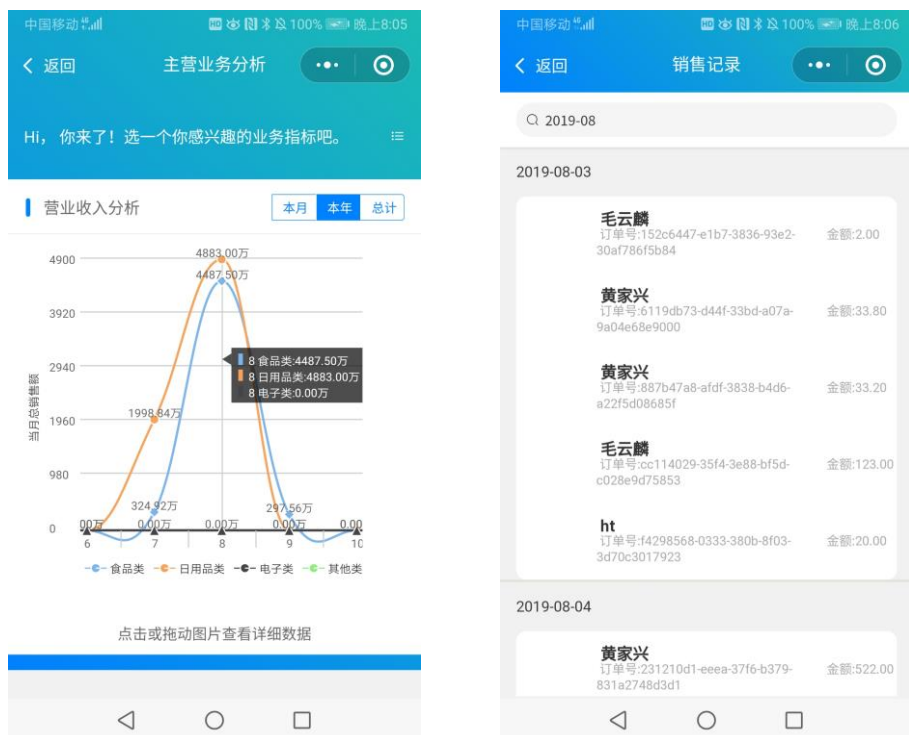 中国移动 46 HD 100% 晚上8:05
返回 主营业务分析
Hi， 你来了！选一个你感兴趣的业务指标吧。
营业收入分析 本月 本年 总计
4900
3920
2940
1960
980
0
当月总销售额
4883.00万
4487.50万
8 食品类:4487.50万
8 日用品类:4883.00万
8 电子类:0.00万
1998.84万
324.92万
297.56万
0.00万 0.00万 0.00万 0.00
6 7 8 9 10
食品类 日用品类 电子类 其他类
点击或拖动图片查看详细数据
中国移动 46 HD 100% 晚上8:06
返回 销售记录
2019-08
2019-08-03
毛云麟
订单号:152c6447-e1b7-3836-93e2-
30af786f5b84
金额:2.00
黄家兴
订单号:6119db73-d44f-33bd-a07a-
9a04e68e9000
金额:33.80
黄家兴
订单号:887b47a8-afdf-3838-b4d6-
a22f5d08685f
金额:33.20
毛云麟
订单号:cc114029-35f4-3e88-bf5d-
c028e9d75853
金额:123.00
ht
订单号:f4298568-0333-380b-8f03-
3d70c3017923
金额:20.00
2019-08-04
黄家兴
订单号:231210d1-eeea-37f6-b379-
831a2748d3d1
金额:522.00